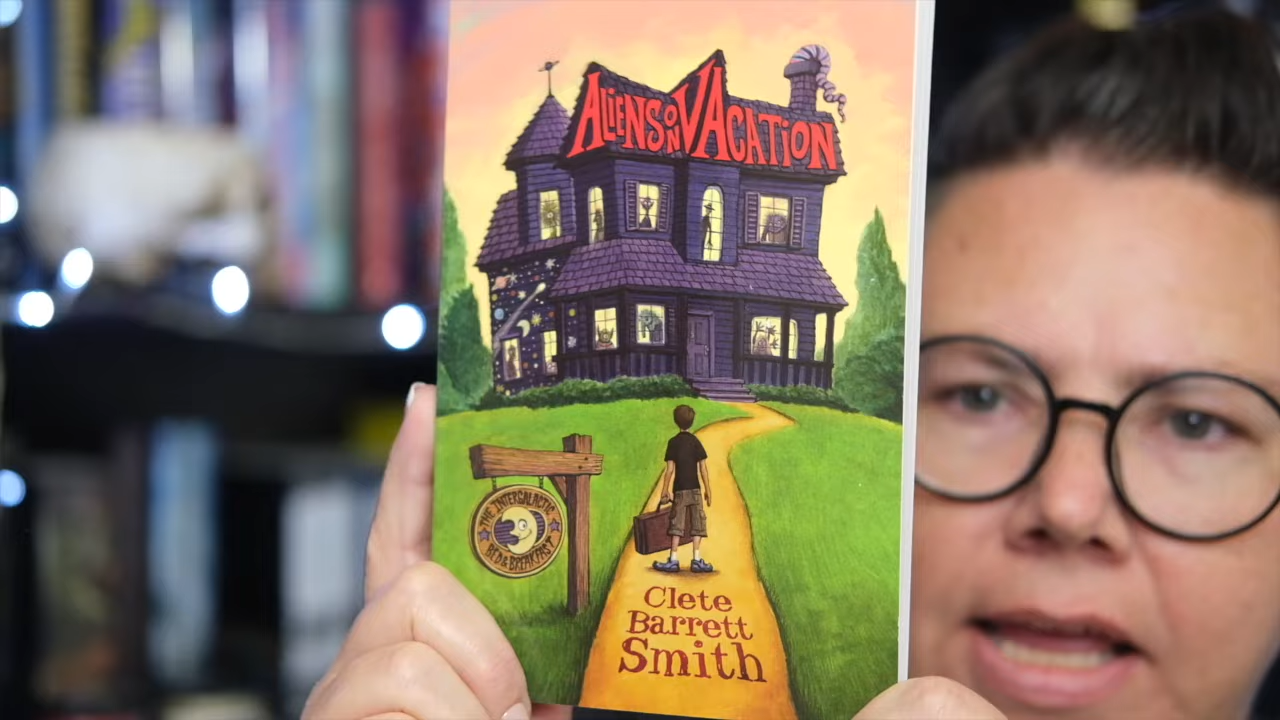 ALIENS ON VACATION
THE INTERGALACTIC
BED & BREAKFAST
Clete
Barrett
Smith